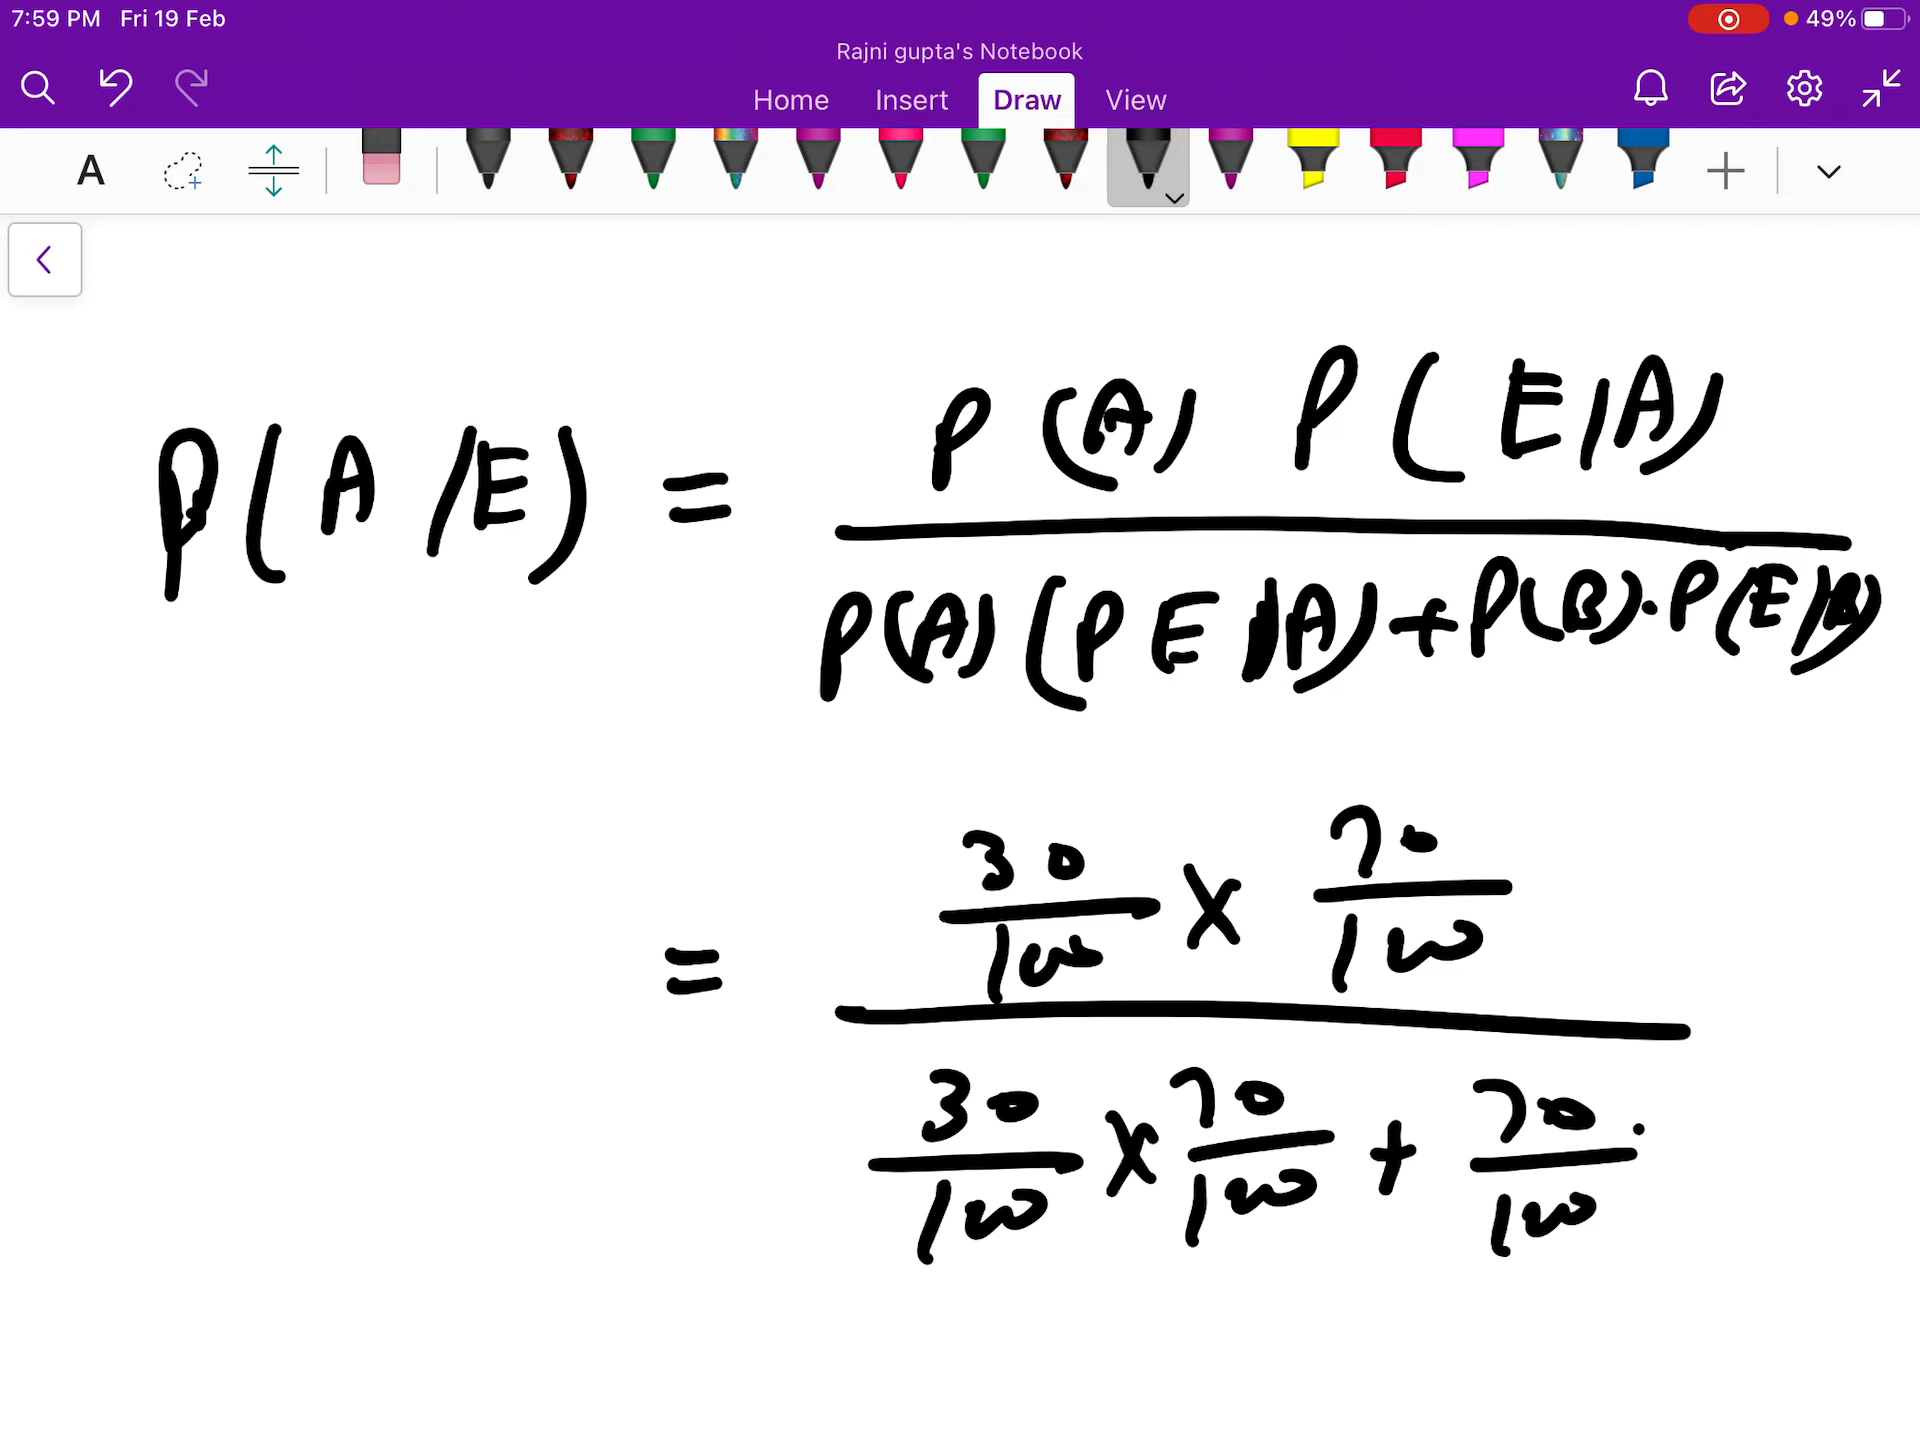 7:59 PM Fri 19 Feb
49%
Rajni gupta's Notebook
Home Insert Draw View
A
P(A/E) = P(A) P(E|A)
P(A)(PE|A)+P(B).P(E|B)
= 30/100 x 70/100
30/100 x 70/100 + 70/100 .